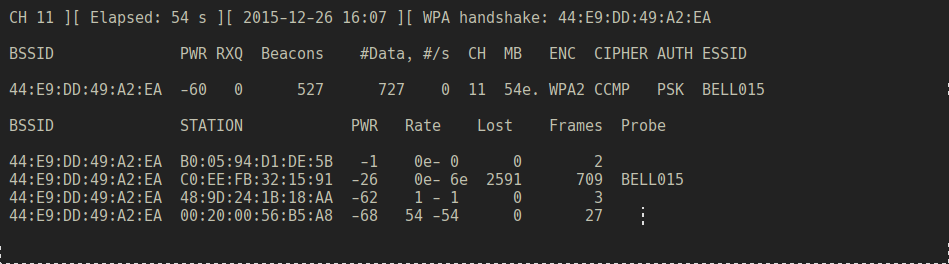 CH 11 ][ Elapsed: 54 s ][ 2015-12-26 16:07 ][ WPA handshake: 44:E9:DD:49:A2:EA
BSSID PWR RXQ Beacons #Data, #/s CH MB ENC CIPHER AUTH ESSID
44:E9:DD:49:A2:EA -60 0 527 727 0 11 54e. WPA2 CCMP PSK BELL015
BSSID STATION PWR Rate Lost Frames Probe
44:E9:DD:49:A2:EA B0:05:94:D1:DE:5B -1 0e- 0 0 2
44:E9:DD:49:A2:EA C0:EE:FB:32:15:91 -26 0e- 6e 2591 709 BELL015
44:E9:DD:49:A2:EA 48:9D:24:1B:18:AA -62 1 - 1 0 3
44:E9:DD:49:A2:EA 00:20:00:56:B5:A8 -68 54 -54 0 27